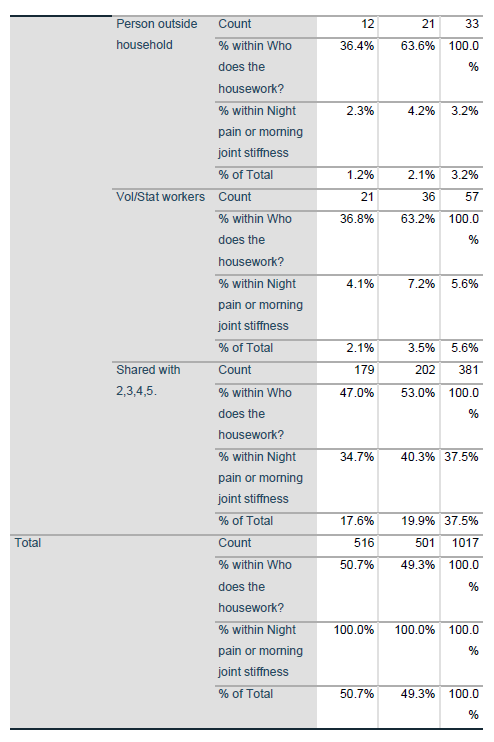 Person outside Count 12 21 33
household % within Who 36.4% 63.6% 100.0
does the %
housework?
% within Night 2.3% 4.2% 3.2%
pain or morning
joint stiffness
% of Total 1.2% 2.1% 3.2%
Vol/Stat workers Count 21 36 57
% within Who 36.8% 63.2% 100.0
does the %
housework?
% within Night 4.1% 7.2% 5.6%
pain or morning
joint stiffness
% of Total 2.1% 3.5% 5.6%
Shared with Count 179 202 381
2,3,4,5. % within Who 47.0% 53.0% 100.0
does the %
housework?
% within Night 34.7% 40.3% 37.5%
pain or morning
joint stiffness
% of Total 17.6% 19.9% 37.5%
Total Count 516 501 1017
% within Who 50.7% 49.3% 100.0
does the %
housework?
% within Night 100.0% 100.0% 100.0
pain or morning %
joint stiffness
% of Total 50.7% 49.3% 100.0
%